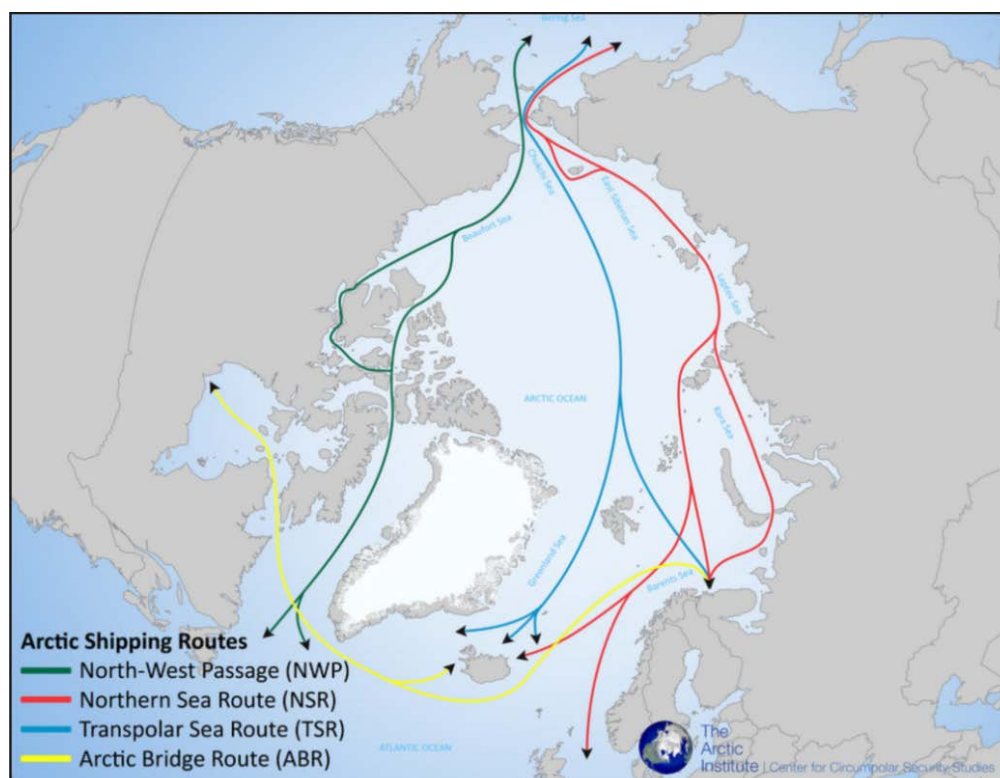 Bering Sea
Chukchi Sea
East Siberian Sea
Beaufort Sea
Laptev Sea
ARCTIC OCEAN
Kara Sea
Greenland Sea
Barents Sea
Arctic Shipping Routes
North-West Passage (NWP)
Northern Sea Route (NSR)
Transpolar Sea Route (TSR)
Arctic Bridge Route (ABR)
ATLANTIC OCEAN
The
Arctic
Institute | Center for Circumpolar Security Studies